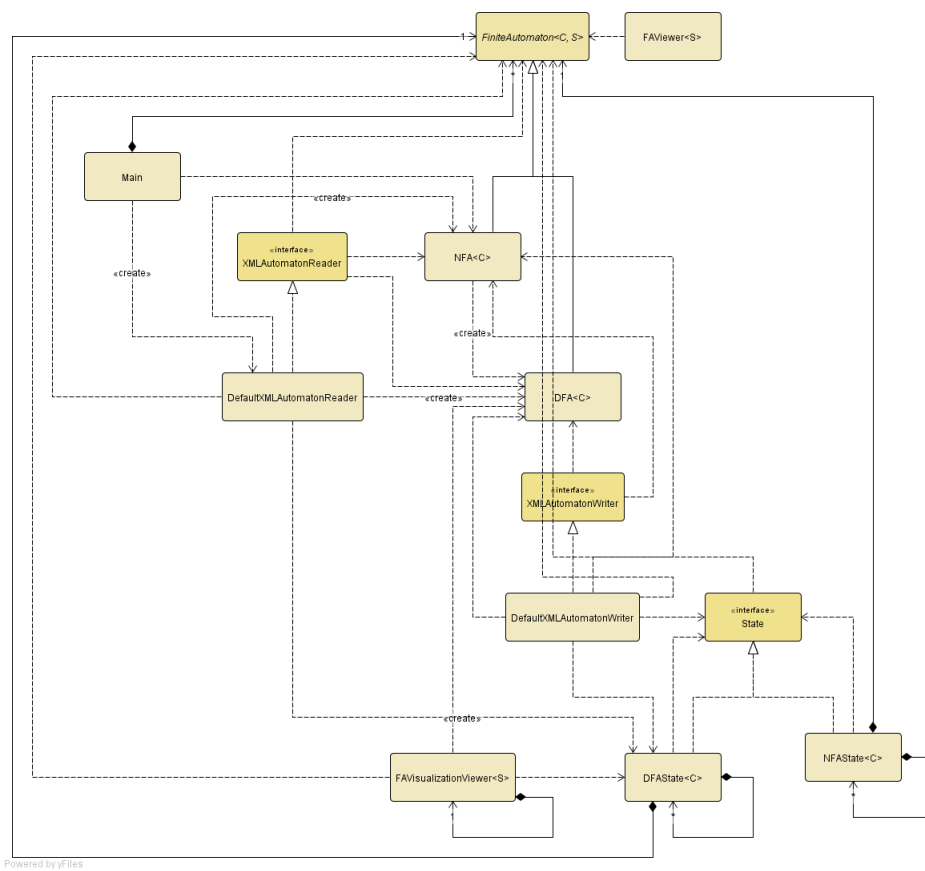 FiniteAutomaton<C, S>
FAViewer<S>
1
*
Main
«create»
«interface»
XMLAutomatonReader
NFA<C>
«create»
«create»
DefaultXMLAutomatonReader
«create»
DFA<C>
«interface»
XMLAutomatonWriter
DefaultXMLAutomatonWriter
«interface»
State
«create»
FAVisualizationViewer<S>
DFAState<C>
NFAState<C>
*
*
Powered by yFiles